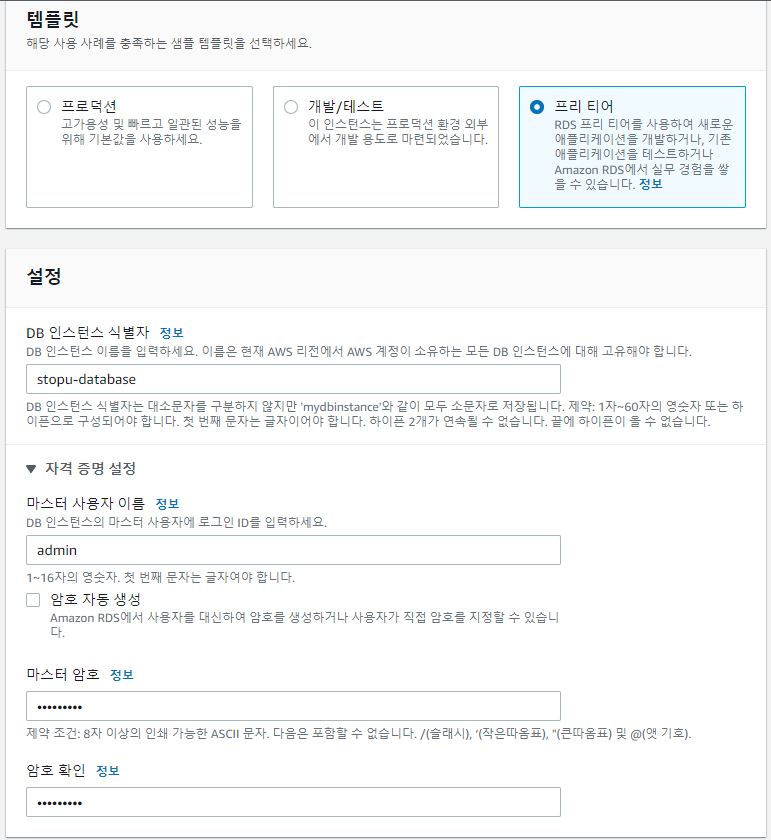 템플릿
해당 사용 사례를 충족하는 샘플 템플릿을 선택하세요.
프로덕션
고가용성 및 빠르고 일관된 성능을
위해 기본값을 사용하세요.
개발/테스트
이 인스턴스는 프로덕션 환경 외부
에서 개발 용도로 마련되었습니다.
프리 티어
RDS 프리 티어를 사용하여 새로운
애플리케이션을 개발하거나, 기존
애플리케이션을 테스트하거나
Amazon RDS에서 실무 경험을 쌓
을 수 있습니다. 정보
설정
DB 인스턴스 식별자 정보
DB 인스턴스 이름을 입력하세요. 이름은 현재 AWS 리전에서 AWS 계정이 소유하는 모든 DB 인스턴스에 대해 고유해야 합니다.
stopu-database
DB 인스턴스 식별자는 대소문자를 구분하지 않지만 'mydbinstance'와 같이 모두 소문자로 저장됩니다. 제약: 1자~60자의 영숫자 또는 하
이픈으로 구성되어야 합니다. 첫 번째 문자는 글자이어야 합니다. 하이픈 2개가 연속될 수 없습니다. 끝에 하이픈이 올 수 없습니다.
▼ 자격 증명 설정
마스터 사용자 이름 정보
DB 인스턴스의 마스터 사용자에 로그인 ID를 입력하세요.
admin
1~16자의 영숫자. 첫 번째 문자는 글자여야 합니다.
암호 자동 생성
Amazon RDS에서 사용자를 대신하여 암호를 생성하거나 사용자가 직접 암호를 지정할 수 있습니
다.
마스터 암호 정보
•••••••••
제약 조건: 8자 이상의 인쇄 가능한 ASCII 문자. 다음은 포함할 수 없습니다. /(슬래시), '(작은따옴표), "(큰따옴표) 및 @(앳 기호).
암호 확인 정보
•••••••••